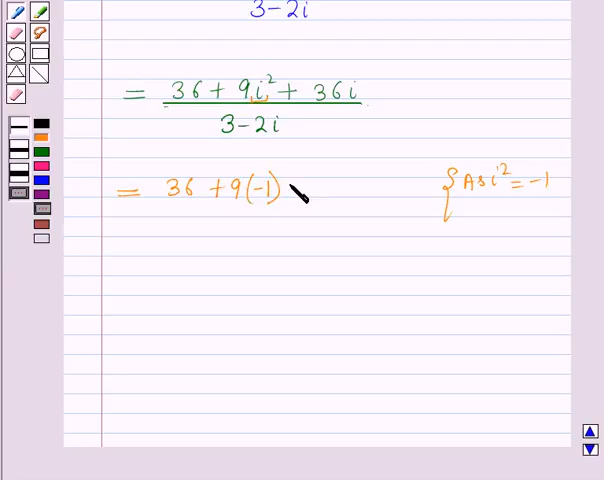 3-2i
= 36 + 9i² + 36i
3-2i
= 36 + 9(-1) { As i² = -1